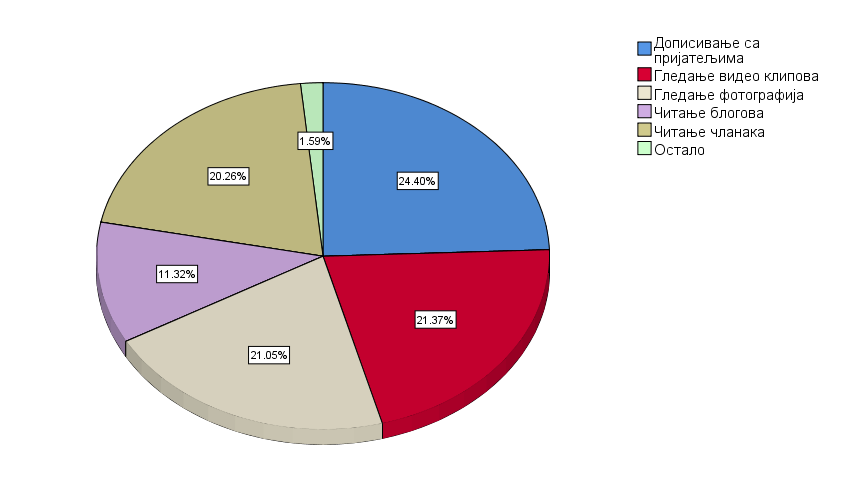 Дописивање са
пријатељима
Гледање видео клипова
Гледање фотографија
Читање блогова
Читање чланака
Остало
1.59%
20.26%
24.40%
11.32%
21.37%
21.05%